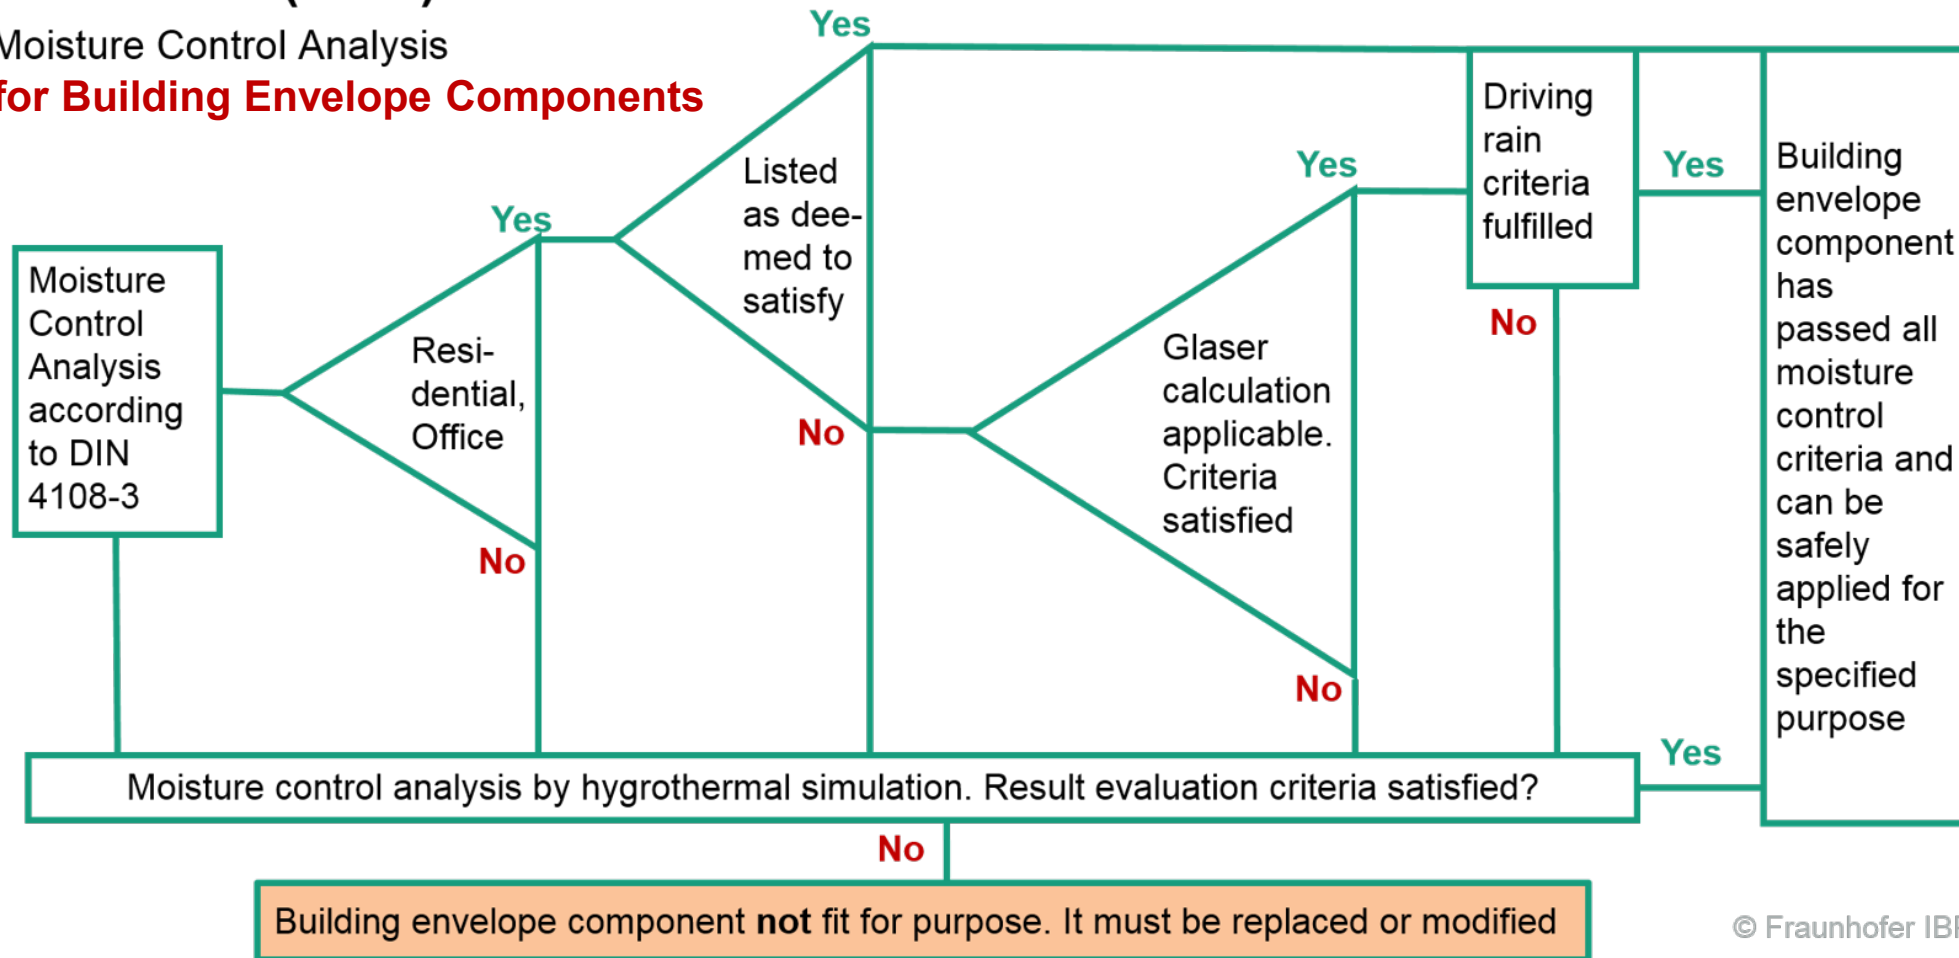 Moisture Control Analysis
for Building Envelope Components
Moisture
Control
Analysis
according
to DIN
4108-3
Yes
Resi-
dential,
Office
No
Yes
Listed
as dee-
med to
satisfy
No
Yes
Glaser
calculation
applicable.
Criteria
satisfied
No
Driving
rain
criteria
fulfilled
No
Yes
Building
envelope
component
has
passed all
moisture
control
criteria and
can be
safely
applied for
the
specified
purpose
Moisture control analysis by hygrothermal simulation. Result evaluation criteria satisfied?
Yes
No
Building envelope component not fit for purpose. It must be replaced or modified
© Fraunhofer